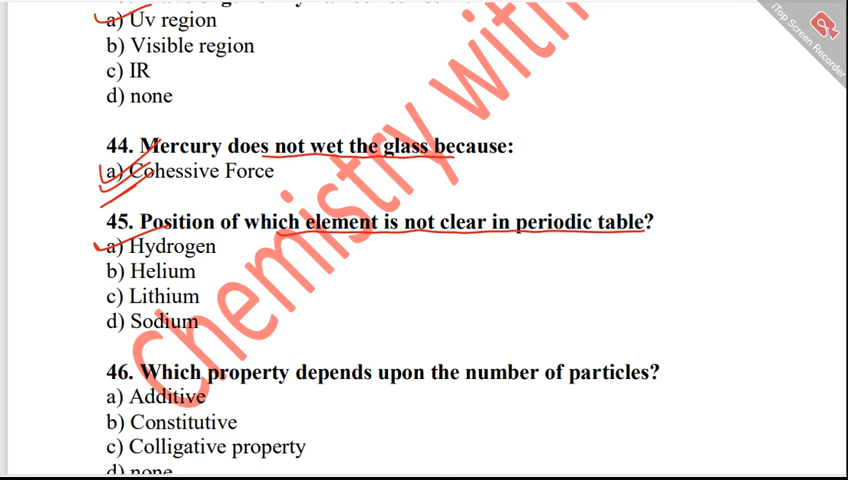 a) Uv region
b) Visible region
c) IR
d) none
44. Mercury does not wet the glass because:
a) Cohessive Force
45. Position of which element is not clear in periodic table?
a) Hydrogen
b) Helium
c) Lithium
d) Sodium
46. Which property depends upon the number of particles?
a) Additive
b) Constitutive
c) Colligative property
d) none
Chemistry with
iTop Screen Recorder